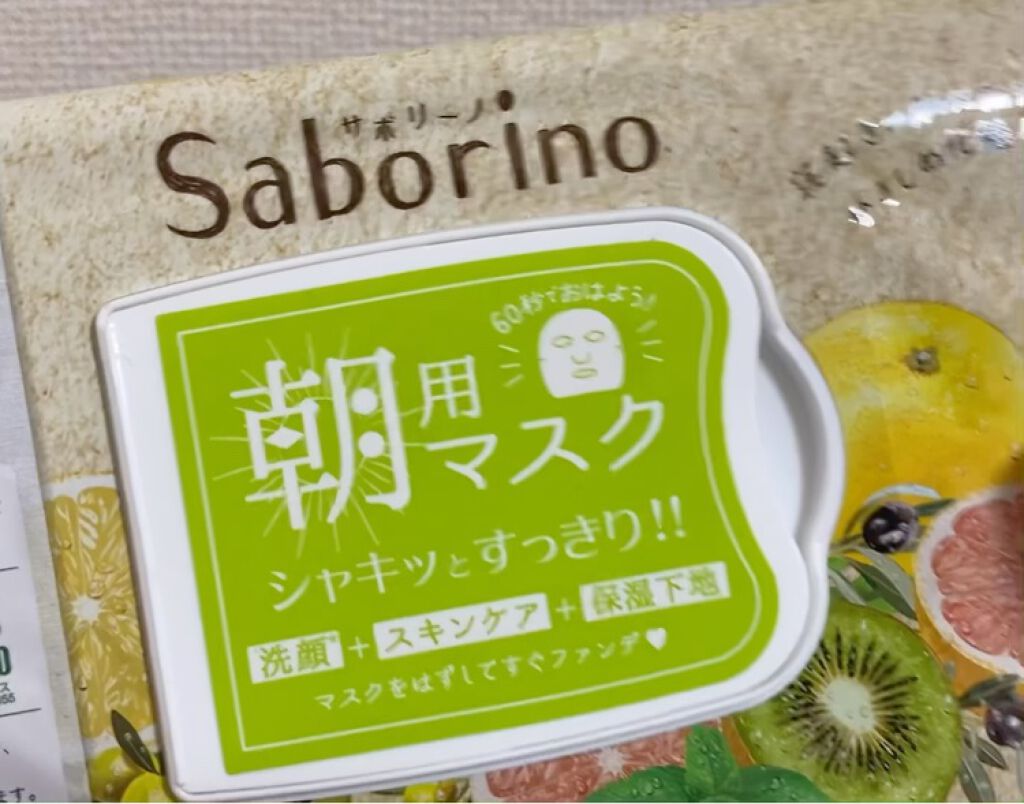 サボリーノ
Saborino
60秒でおはよう!
朝用
マスク
シャキッとすっきり!!
洗顔*+スキンケア+保湿下地
マスクをはずしてすぐファンデ♥
ます。